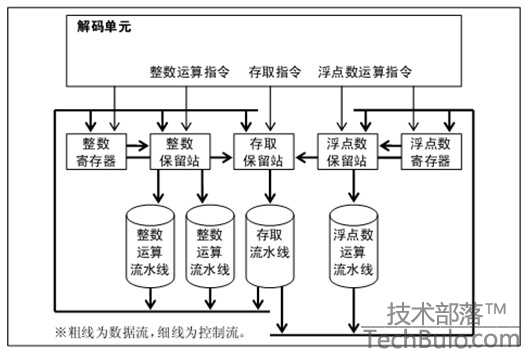 解码单元
整数运算指令 存取指令 浮点数运算指令
整数
寄存器
整数
保留站
存取
保留站
浮点数
保留站
浮点数
寄存器
整数
运算
流水线
整数
运算
流水线
存取
流水线
浮点数
运算
流水线
※粗线为数据流，细线为控制流。
技术部落™
TechBulo.com